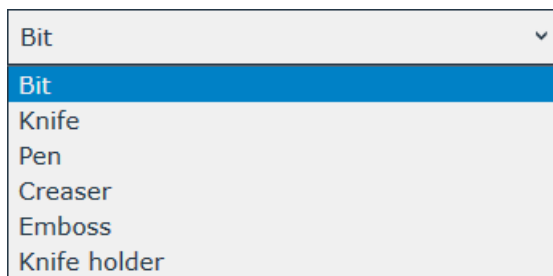 Bit
Bit
Knife
Pen
Creaser
Emboss
Knife holder